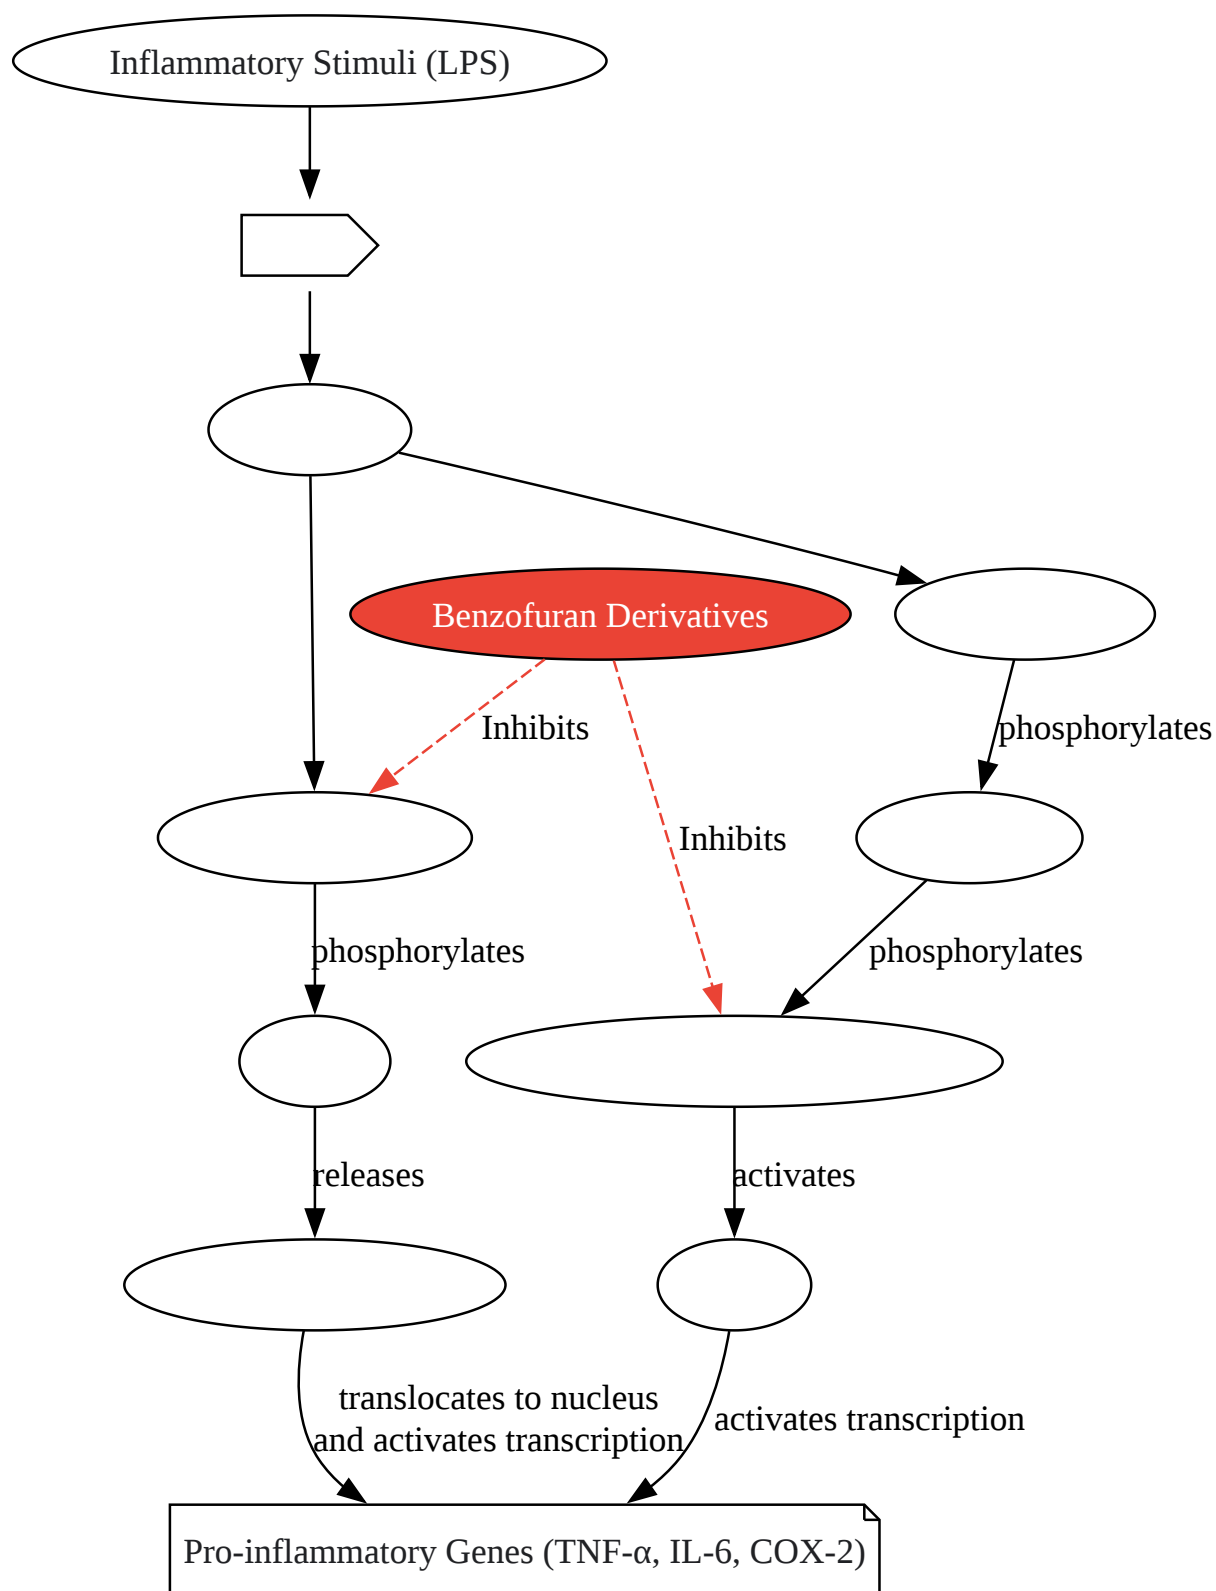 Inflammatory Stimuli (LPS)
Benzofuran Derivatives
Inhibits
phosphorylates
Inhibits
phosphorylates
phosphorylates
releases
activates
translocates to nucleus
and activates transcription
activates transcription
Pro-inflammatory Genes (TNF-α, IL-6, COX-2)